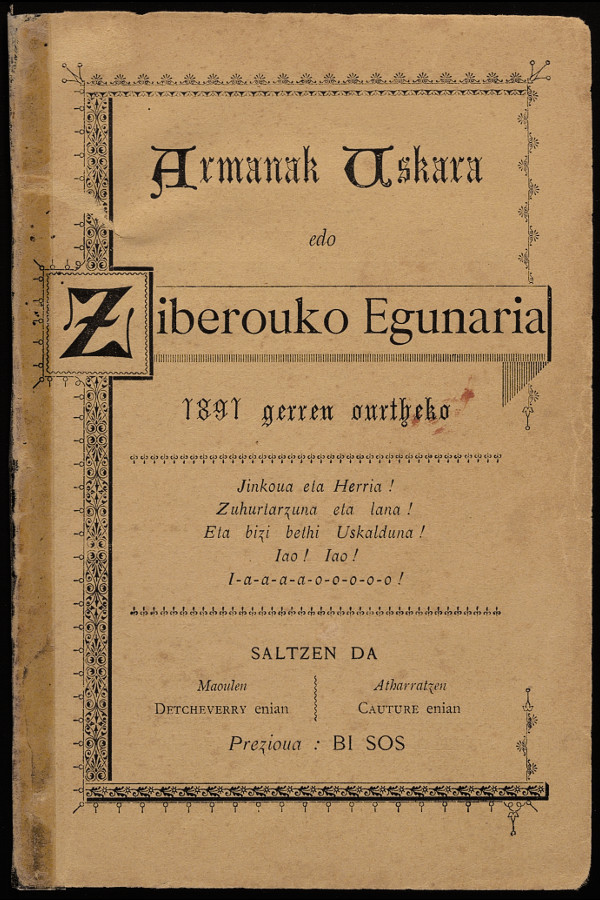 Armanak Uskara
edo
Ziberouko Egunaria
1891 gerren ourtheko
Jinkoua eta Herria !
Zuhurtarzuna eta lana !
Eta bizi bethi Uskalduna !
Iao ! Iao !
I-a-a-a-a-o-o-o-o-o !
SALTZEN DA
Maoulen
DETCHEVERRY enian
Atharratzen
CAUTURE enian
Prezioua : BI SOS